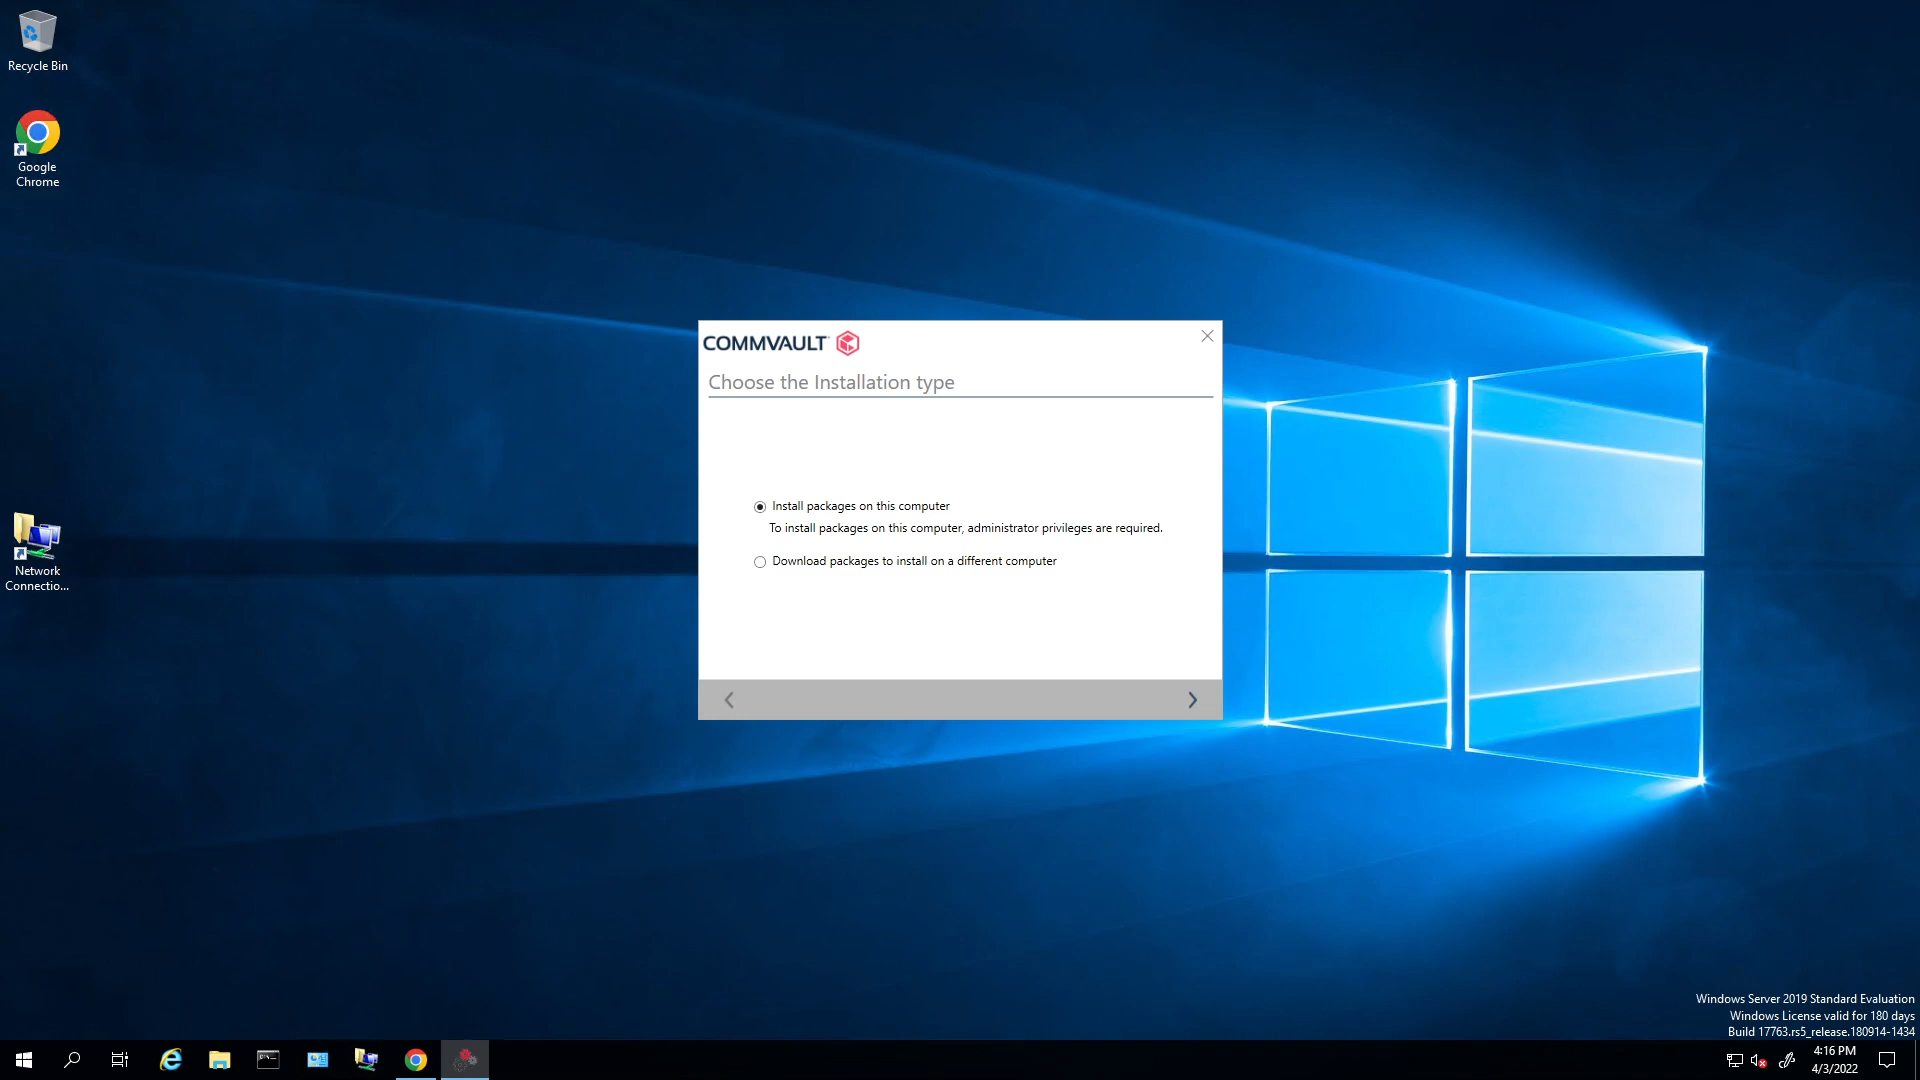 Recycle Bin
Google
Chrome
Network
Connectio...
COMMVAULT
Choose the Installation type
Install packages on this computer
To install packages on this computer, administrator privileges are required.
Download packages to install on a different computer
Windows Server 2019 Standard Evaluation
Windows License valid for 180 days
Build 17763.rs5_release.180914-1434
4:16 PM
4/3/2022